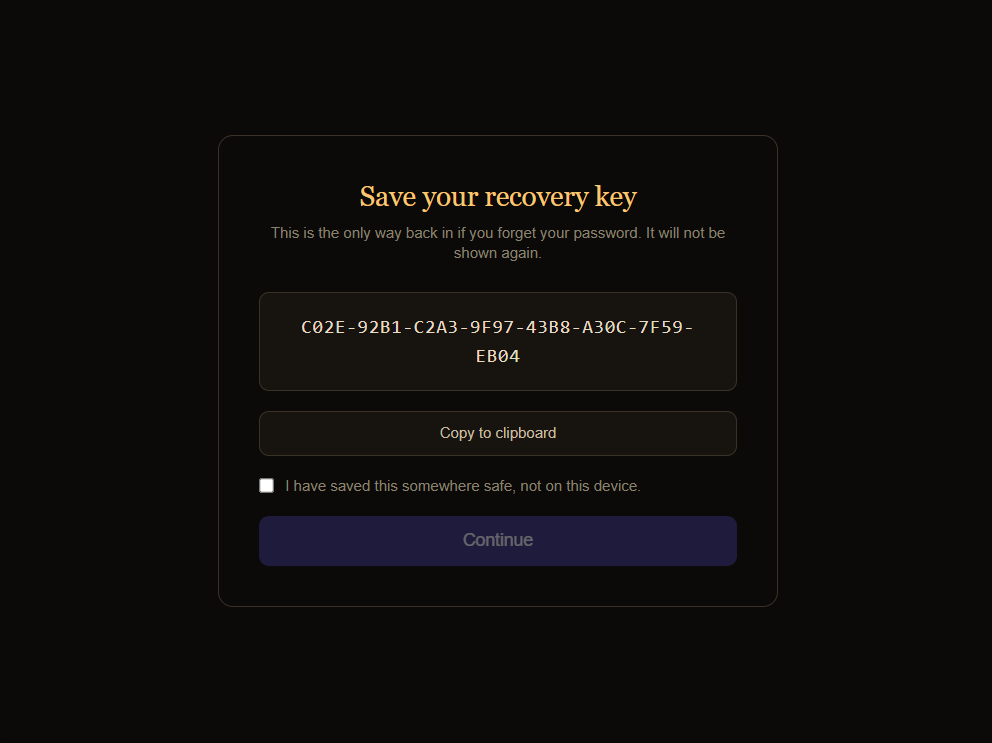 Save your recovery key
This is the only way back in if you forget your password. It will not be
shown again.
C02E-92B1-C2A3-9F97-43B8-A30C-7F59-
EB04
Copy to clipboard
I have saved this somewhere safe, not on this device.
Continue